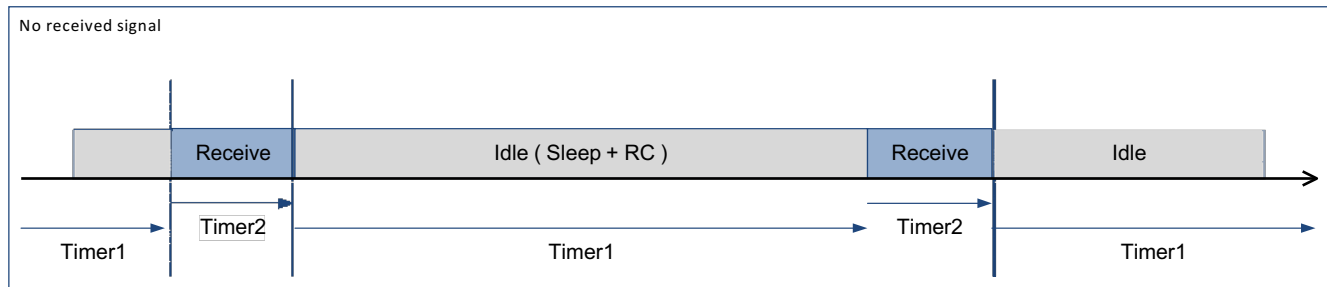 No received signal
Receive
Idle ( Sleep + RC )
Receive
Idle
Timer2
Timer2
Timer1
Timer1
Timer1